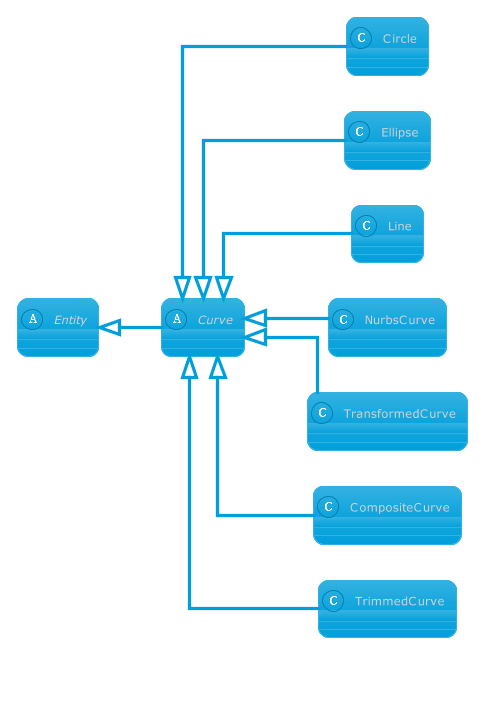 C Circle
C Ellipse
C Line
A Entity
A Curve
C NurbsCurve
C TransformedCurve
C CompositeCurve
C TrimmedCurve